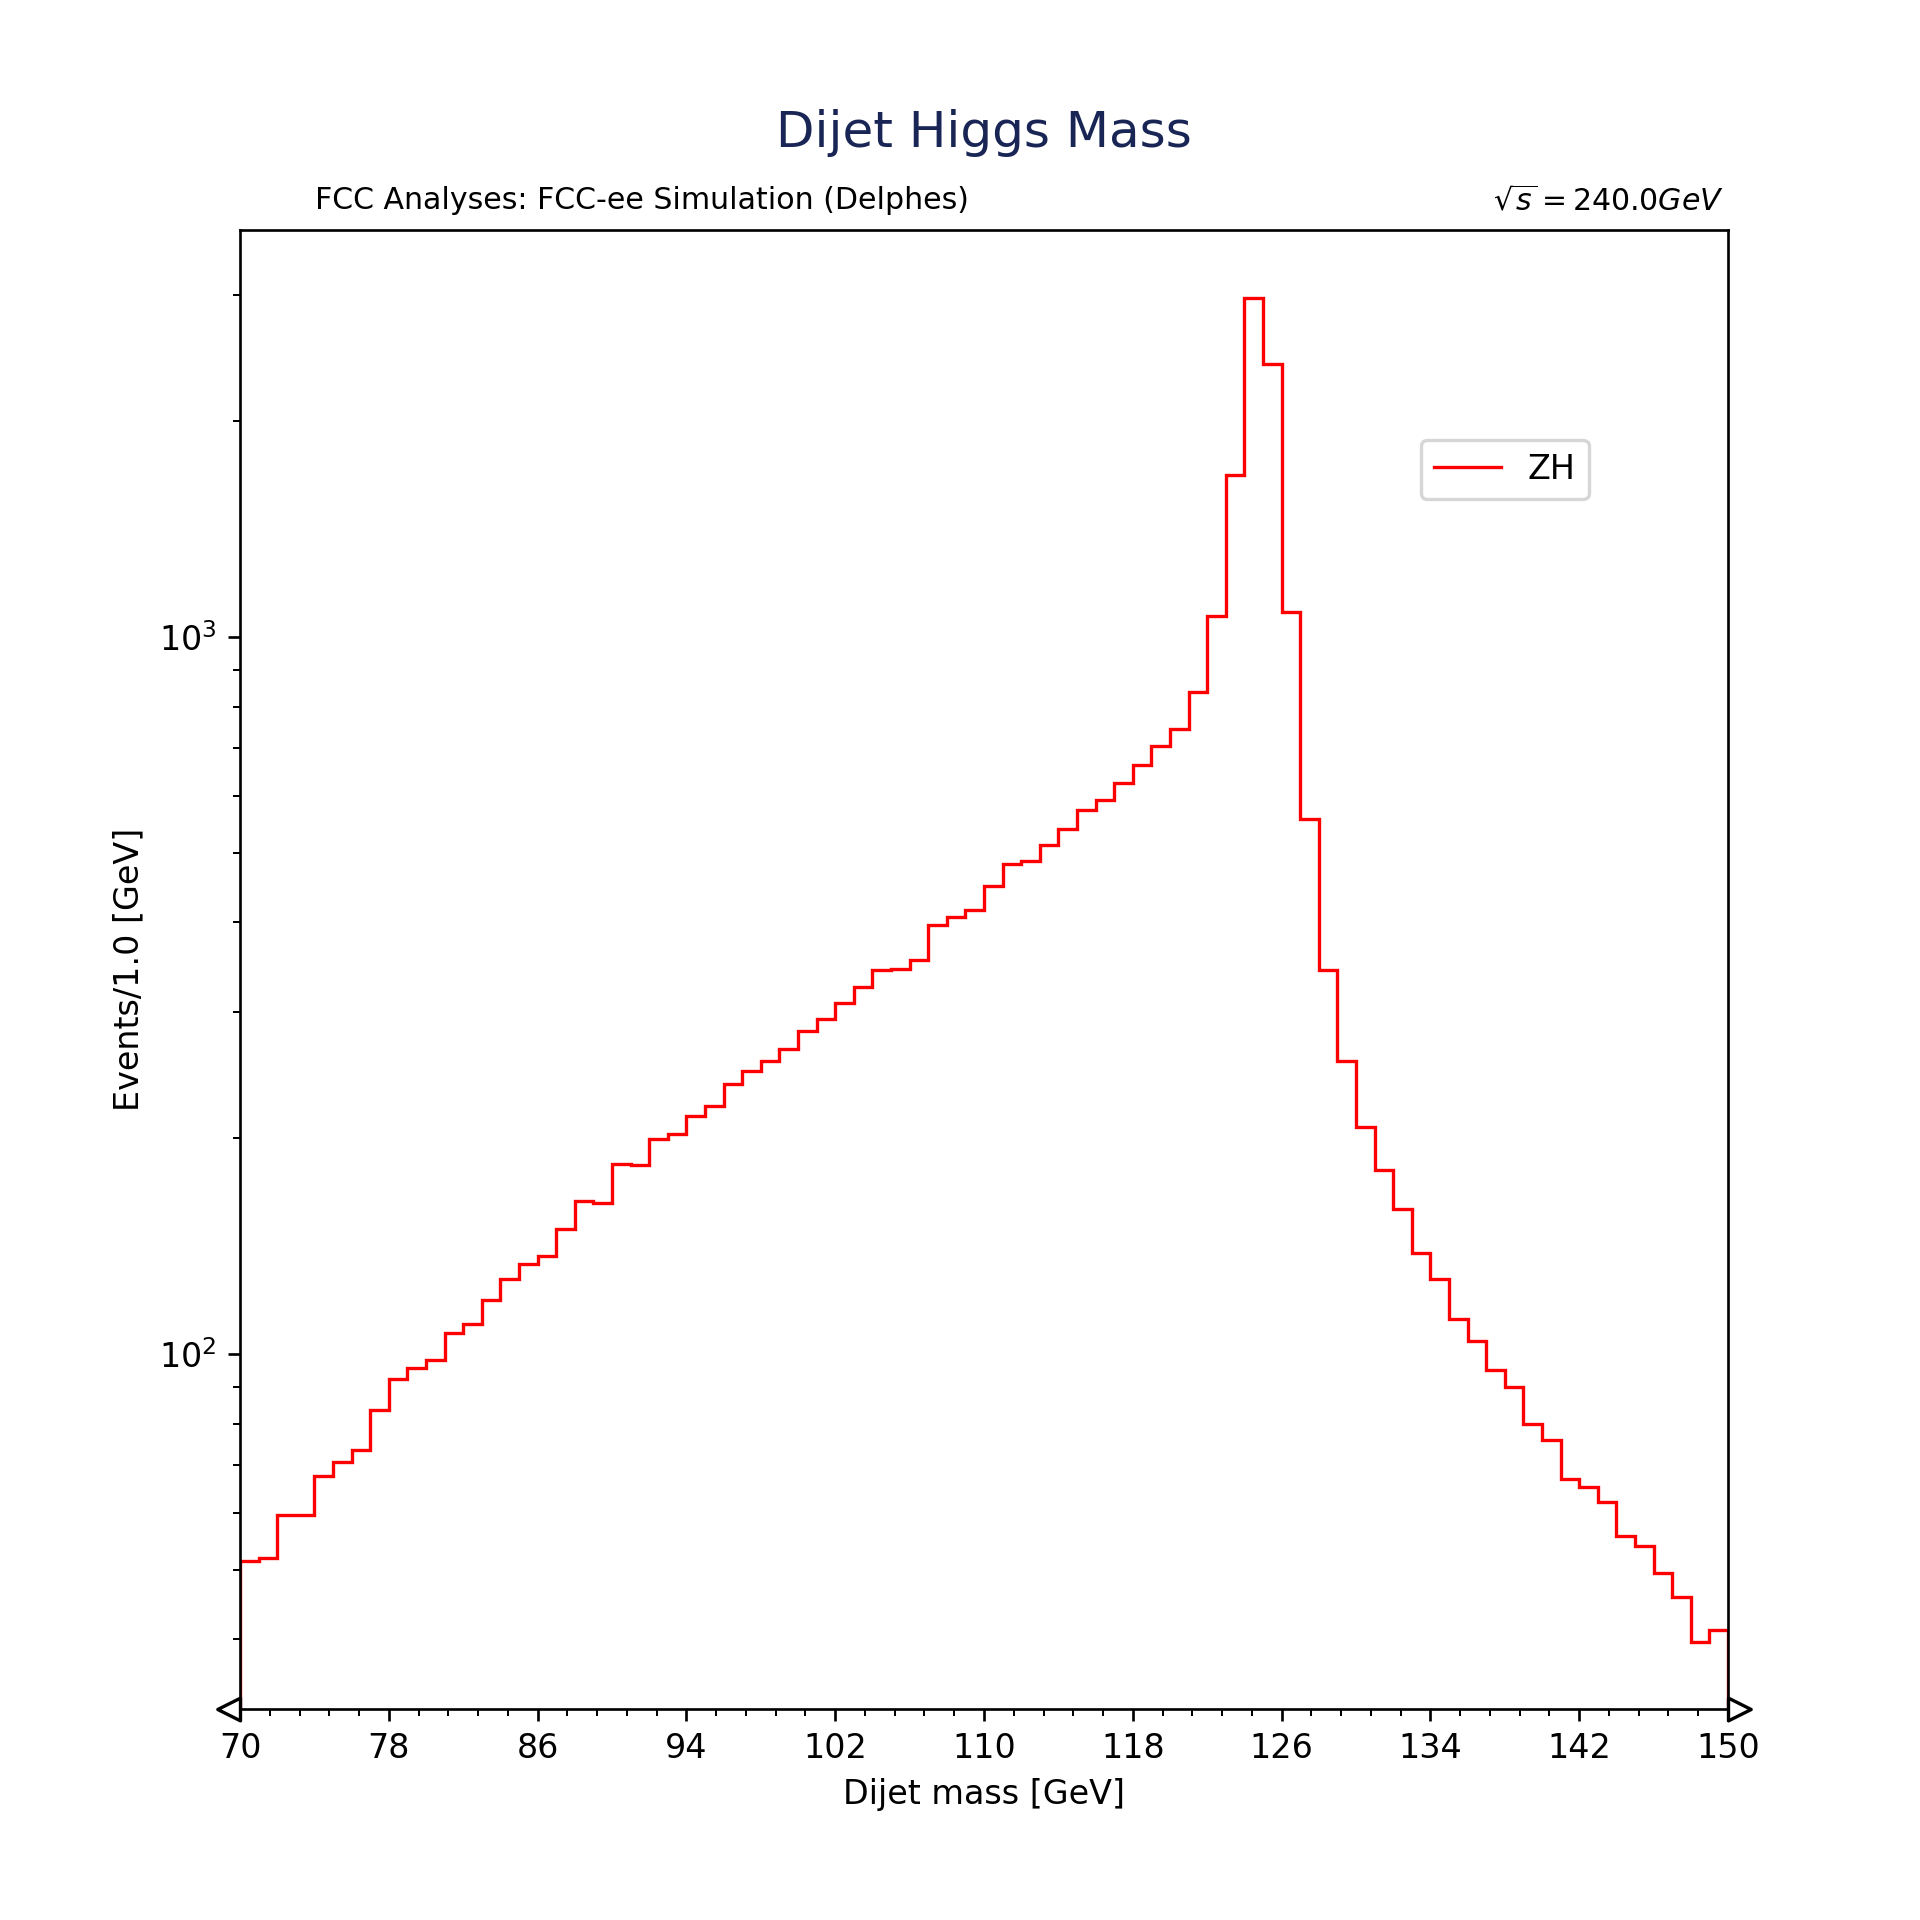 Dijet Higgs Mass
FCC Analyses: FCC-ee Simulation (Delphes)
√s = 240.0GeV
ZH
10³
10²
Events/1.0 [GeV]
70 78 86 94 102 110 118 126 134 142 150
Dijet mass [GeV]